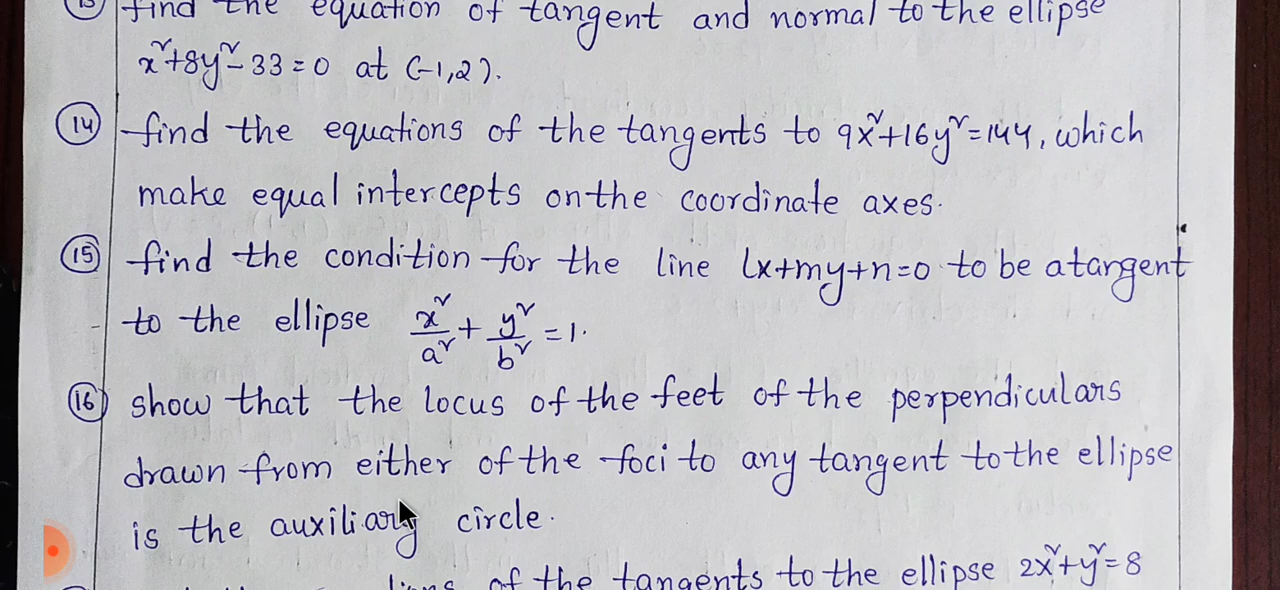 (13) find the equation of tangent and normal to the ellipse
x²+8y²-33=0 at (-1,2).
(14) find the equations of the tangents to 9x²+16y²=144, which
make equal intercepts on the coordinate axes.
(15) find the condition for the line lx+my+n=0 to be a tangent
to the ellipse x²/a² + y²/b² = 1.
(16) show that the locus of the feet of the perpendiculars
drawn from either of the foci to any tangent to the ellipse
is the auxiliary circle.
of the tangents to the ellipse 2x²+y²=8